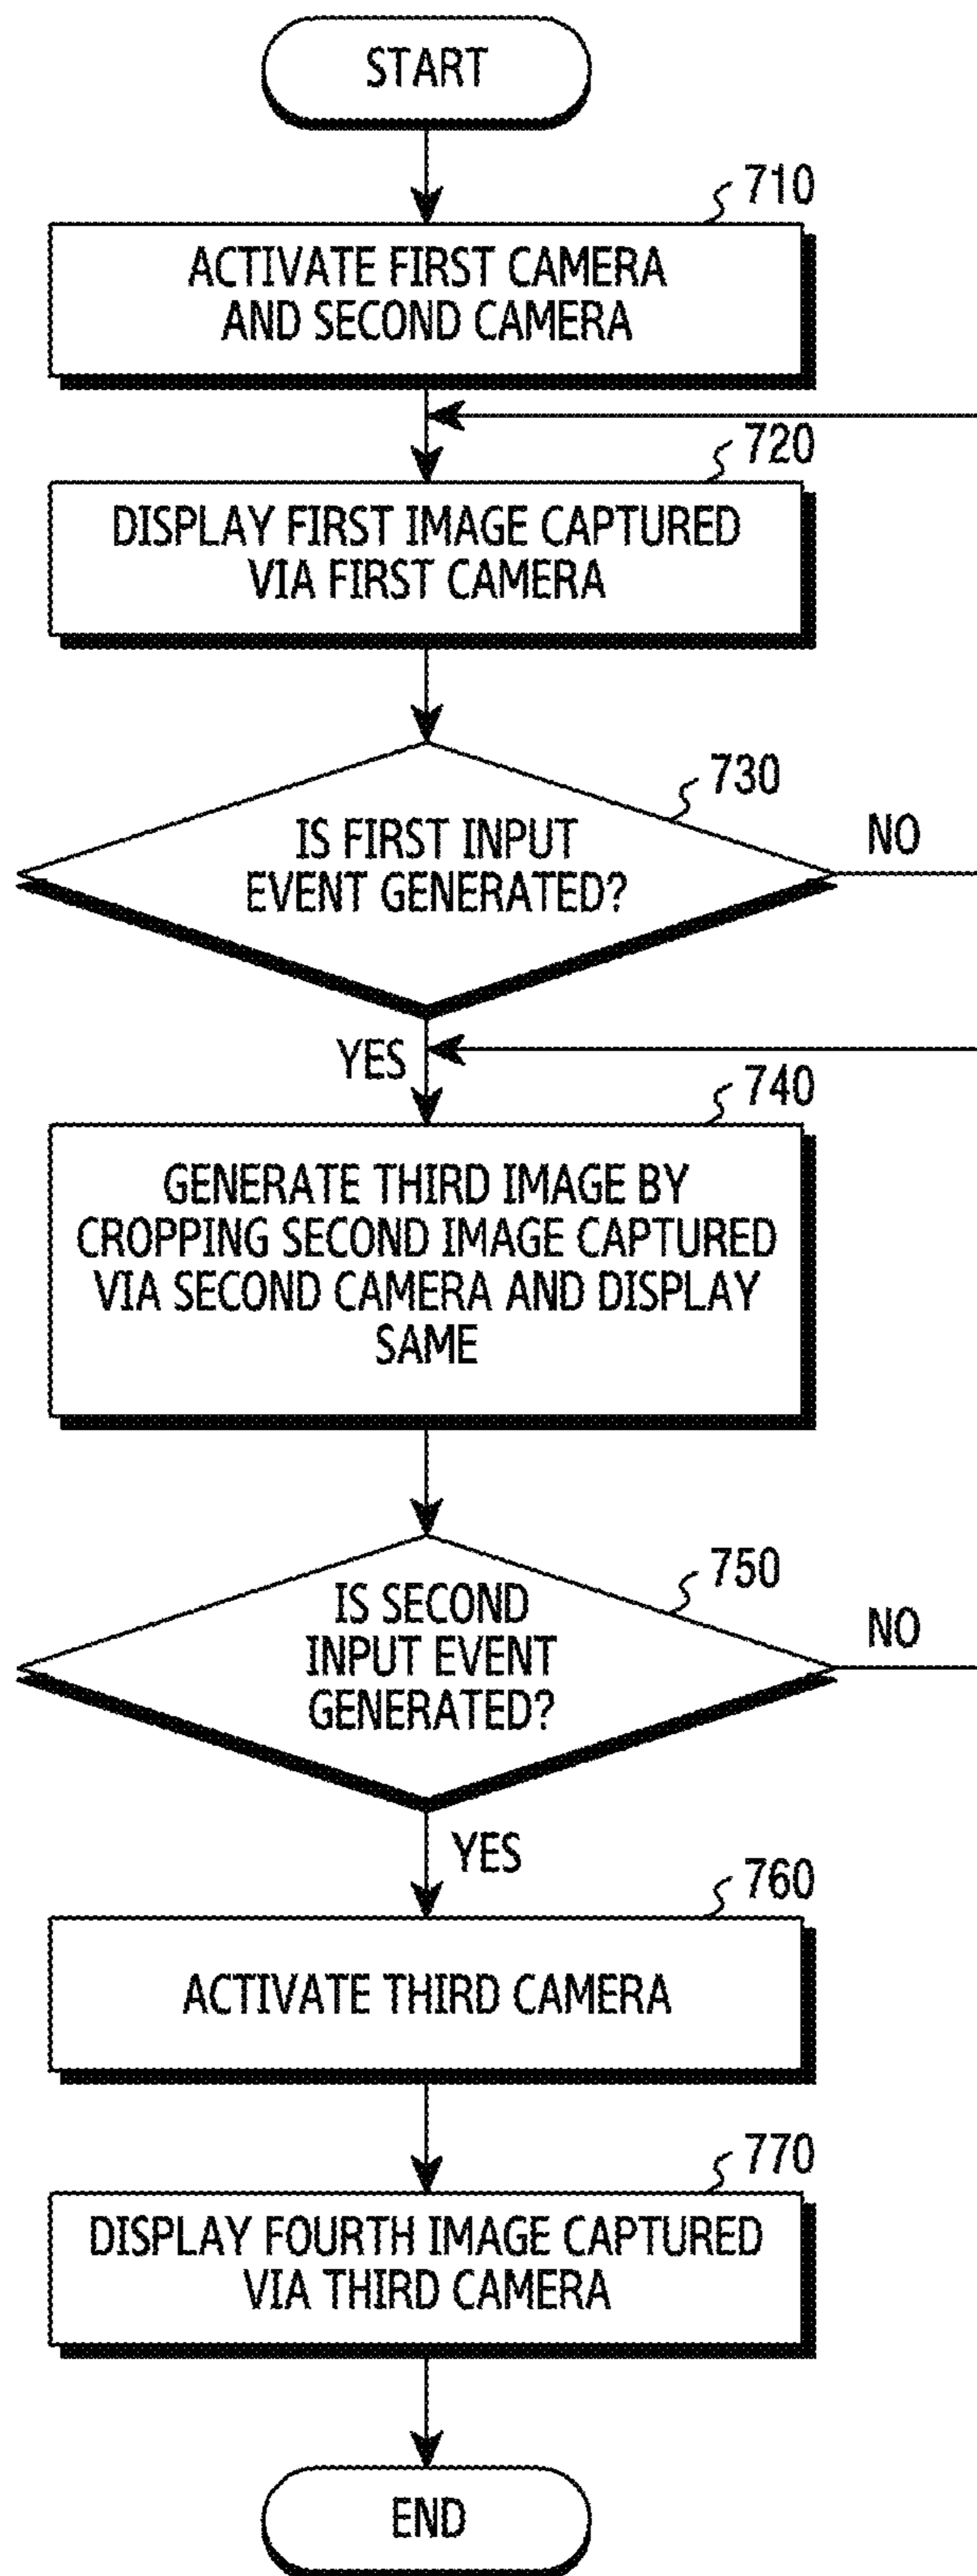 START
710
ACTIVATE FIRST CAMERA
AND SECOND CAMERA
720
DISPLAY FIRST IMAGE CAPTURED
VIA FIRST CAMERA
730
IS FIRST INPUT
EVENT GENERATED?
NO
YES
740
GENERATE THIRD IMAGE BY
CROPPING SECOND IMAGE CAPTURED
VIA SECOND CAMERA AND DISPLAY
SAME
750
IS SECOND
INPUT EVENT
GENERATED?
NO
YES
760
ACTIVATE THIRD CAMERA
770
DISPLAY FOURTH IMAGE CAPTURED
VIA THIRD CAMERA
END